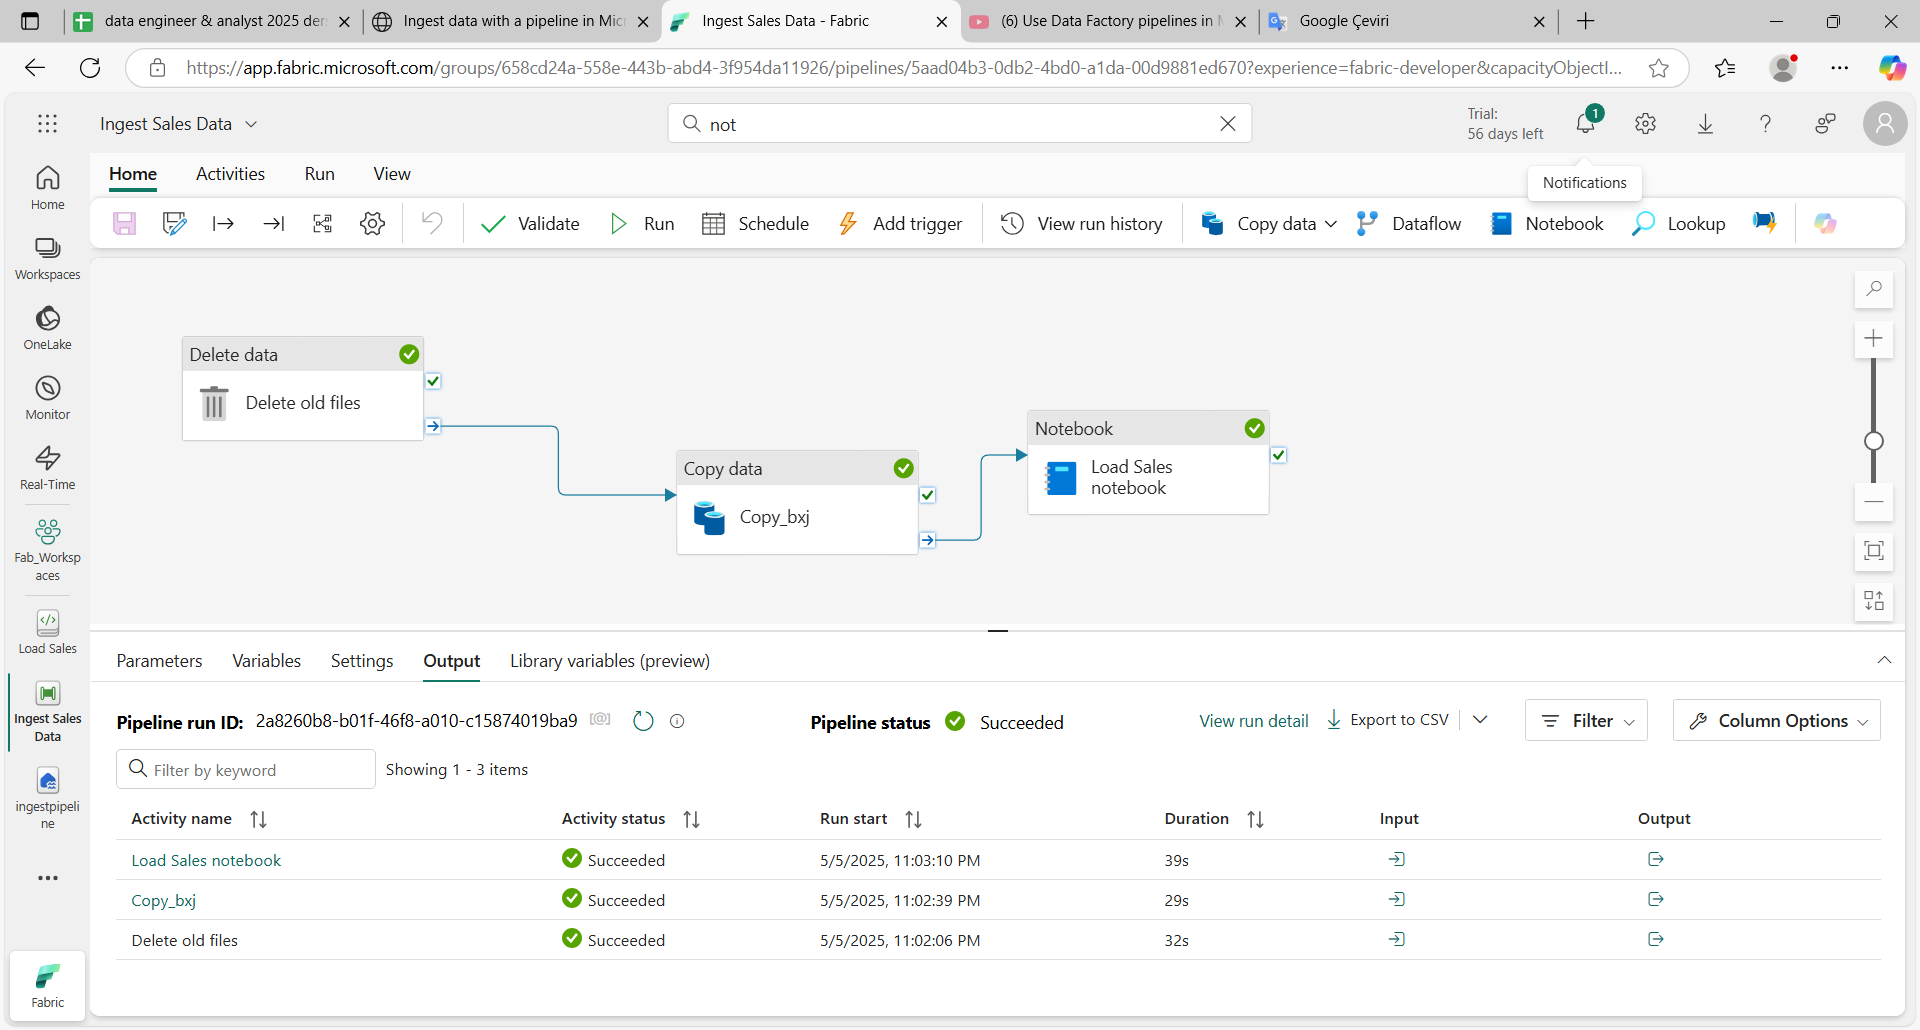 data engineer & analyst 2025 der
Ingest data with a pipeline in Mic
Ingest Sales Data - Fabric
(6) Use Data Factory pipelines in M
Google Çeviri
https://app.fabric.microsoft.com/groups/658cd24a-558e-443b-abd4-3f954da11926/pipelines/5aad04b3-0db2-4bd0-a1da-00d9881ed670?experience=fabric-developer&capacityObjectI...
Ingest Sales Data
not
Trial:
56 days left
1
Home
Activities
Run
View
Notifications
Validate
Run
Schedule
Add trigger
View run history
Copy data
Dataflow
Notebook
Lookup
Home
Workspaces
OneLake
Monitor
Real-Time
Fab_Worksp
aces
Load Sales
Ingest Sales
Data
ingestpipeli
ne
Fabric
Delete data
Delete old files
Copy data
Copy_bxj
Notebook
Load Sales
notebook
Parameters
Variables
Settings
Output
Library variables (preview)
Pipeline run ID: 2a8260b8-b01f-46f8-a010-c15874019ba9 [@]
Pipeline status Succeeded
View run detail
Export to CSV
Filter
Column Options
Filter by keyword
Showing 1 - 3 items
Activity name Activity status Run start Duration Input Output
Load Sales notebook Succeeded 5/5/2025, 11:03:10 PM 39s
Copy_bxj Succeeded 5/5/2025, 11:02:39 PM 29s
Delete old files Succeeded 5/5/2025, 11:02:06 PM 32s